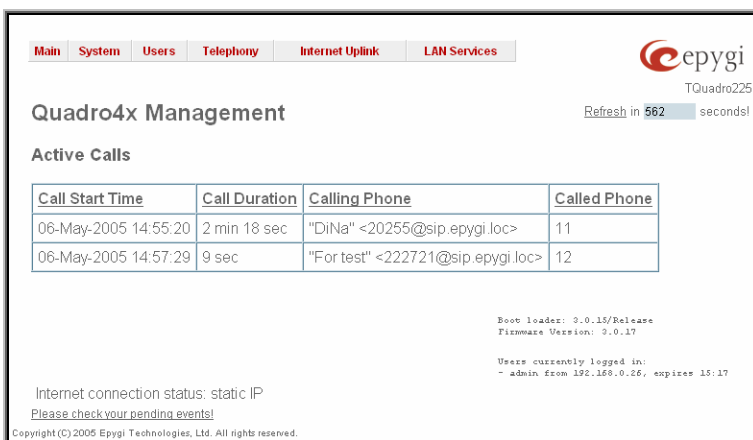 Main System Users Telephony Internet Uplink LAN Services
epygi
TQuadro225
Quadro4x Management
Refresh in 562 seconds!
Active Calls
Call Start Time Call Duration Calling Phone Called Phone
06-May-2005 14:55:20 2 min 18 sec "DiNa" <20255@sip.epygi.loc> 11
06-May-2005 14:57:29 9 sec "For test" <222721@sip.epygi.loc> 12
Boot loader: 3.0.15/Release
Firmware Version: 3.0.17
Users currently logged in:
- admin from 192.168.0.26, expires 15:17
Internet connection status: static IP
Please check your pending events!
Copyright (C) 2005 Epygi Technologies, Ltd. All rights reserved.